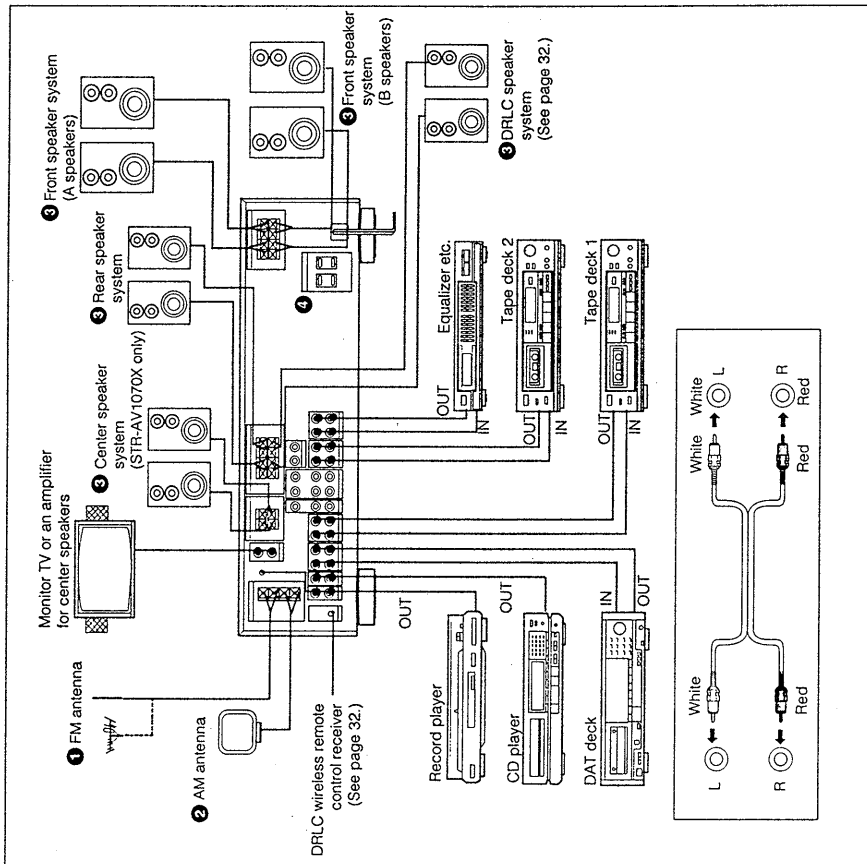 Monitor TV or an amplifier
for center speakers
❶ FM antenna
❷ AM antenna
DRLC wireless remote
control receiver
(See page 32.)
❸ Center speaker
system
(STR-AV1070X only)
❸ Rear speaker
system
❸ Front speaker system
(A speakers)
❸ Front speaker
system
(B speakers)
❸ DRLC speaker
system
(See page 32.)
❹
Record player
OUT
CD player
OUT
DAT deck
IN
OUT
Equalizer etc.
OUT
IN
Tape deck 2
OUT
IN
Tape deck 1
OUT
IN
White
White
L
L
R
R
Red
Red
White
White
Red
Red